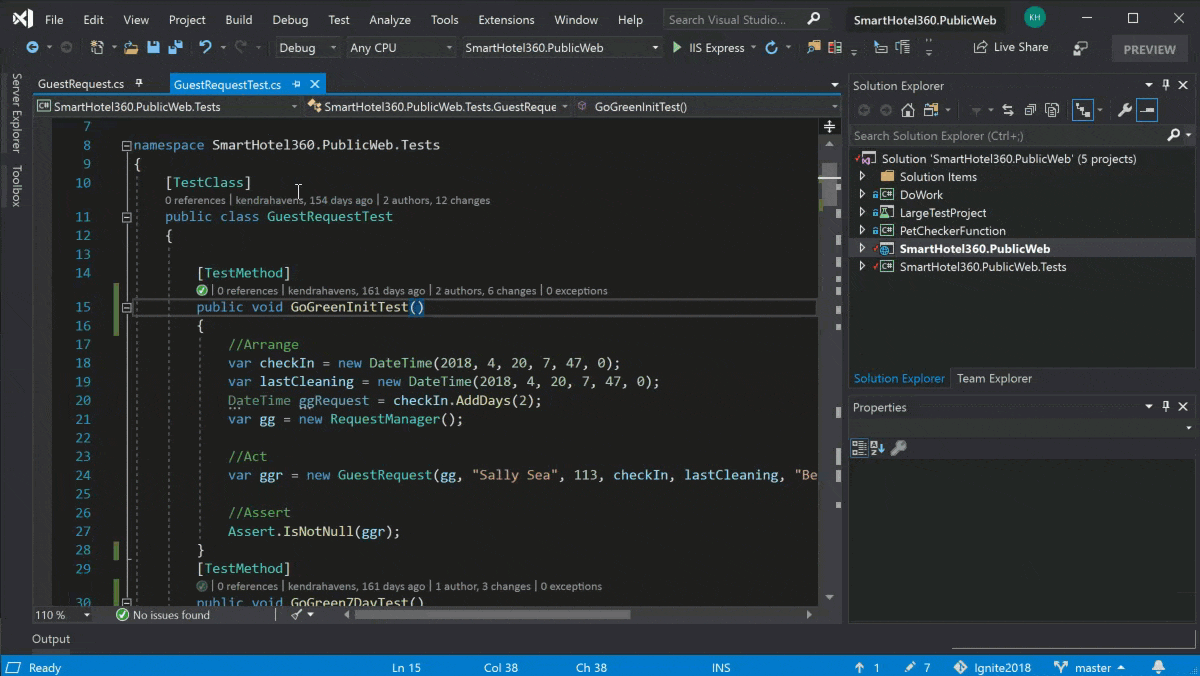 File Edit View Project Build Debug Test Analyze Tools Extensions Window Help Search Visual Studio... SmartHotel360.PublicWeb KH
Debug Any CPU SmartHotel360.PublicWeb IIS Express Live Share PREVIEW
Server Explorer
Toolbox
GuestRequest.cs GuestRequestTest.cs
SmartHotel360.PublicWeb.Tests SmartHotel360.PublicWeb.Tests.GuestReque GoGreenInitTest()
7
8 namespace SmartHotel360.PublicWeb.Tests
9 {
10 [TestClass]
0 references | kendrahavens, 154 days ago | 2 authors, 12 changes
11 public class GuestRequestTest
12 {
13
14 [TestMethod]
0 references | kendrahavens, 161 days ago | 2 authors, 6 changes | 0 exceptions
15 public void GoGreenInitTest()
16 {
17 //Arrange
18 var checkIn = new DateTime(2018, 4, 20, 7, 47, 0);
19 var lastCleaning = new DateTime(2018, 4, 20, 7, 47, 0);
20 DateTime ggRequest = checkIn.AddDays(2);
21 var gg = new RequestManager();
22
23 //Act
24 var ggr = new GuestRequest(gg, "Sally Sea", 113, checkIn, lastCleaning, "Be
25
26 //Assert
27 Assert.IsNotNull(ggr);
28 }
29 [TestMethod]
0 references | kendrahavens, 161 days ago | 1 author, 3 changes | 0 exceptions
30 public void GoGreen7DayTest()
110 % No issues found
Output
Solution Explorer
Search Solution Explorer (Ctrl+;)
Solution 'SmartHotel360.PublicWeb' (5 projects)
Solution Items
DoWork
LargeTestProject
PetCheckerFunction
SmartHotel360.PublicWeb
SmartHotel360.PublicWeb.Tests
Solution Explorer Team Explorer
Properties
Ready Ln 15 Col 38 Ch 38 INS 1 7 Ignite2018 master